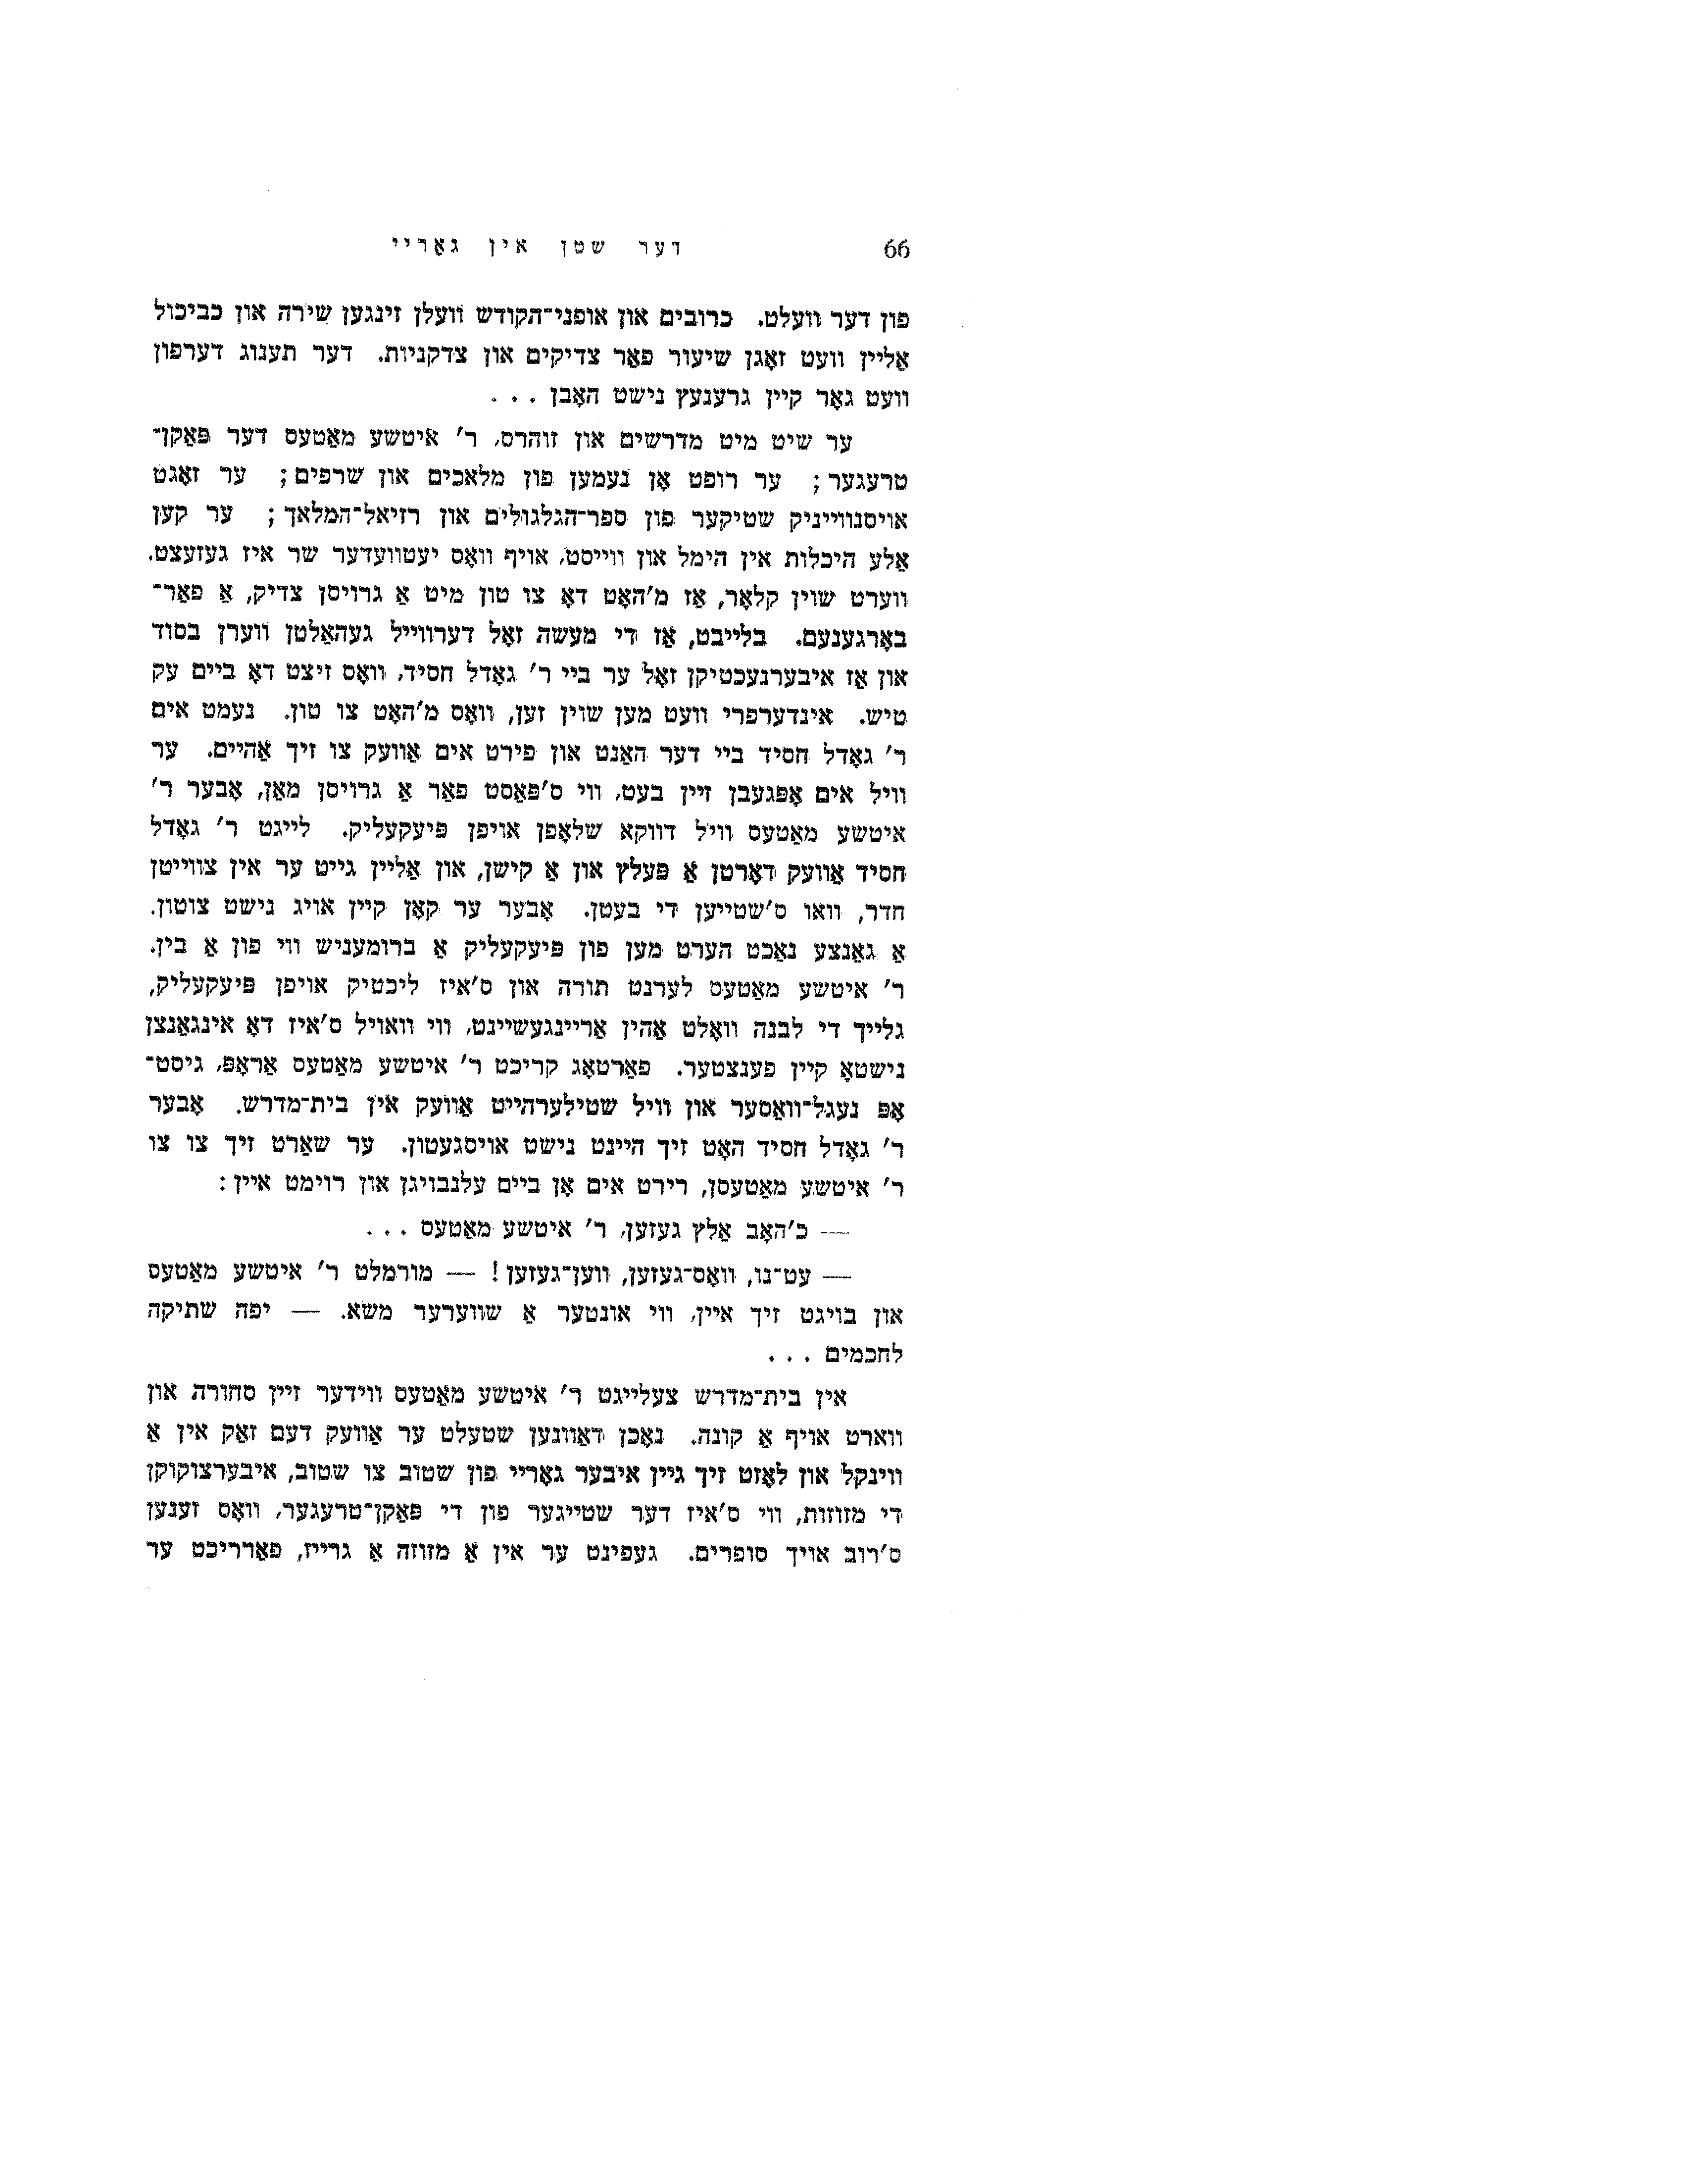 66 דער שטן אין גאָריי
פון דער וועלט. כרובים און אופני־הקודש וועלן זינגען שירה און כביכול
אַליין וועט זאָגן שיעור פאַר צדיקים און צדקניות. דער תענוג דערפון
וועט גאָר קיין גרענעץ נישט האָבן . . .
ער שיט מיט מדרשים און זוהרס, ר' איטשע מאַטעס דער פּאַקן־
טרעגער; ער רופט אָן נעמען פון מלאכים און שרפים; ער זאָגט
אויסנווייניק שטיקער פון ספר־הגלגולים און רזיאל־המלאך; ער קען
אַלע היכלות אין הימל און ווייסט, אויף וואָס יעטוועדער שר איז געזעצט.
ווערט שוין קלאָר, אַז מ'האָט דאָ צו טון מיט אַ גרויסן צדיק, אַ פאַר־
באָרגענעם. בלייבט, אַז די מעשה זאָל דערווייל געהאַלטן ווערן בסוד
און אַז איבערנעכטיקן זאָל ער ביי ר' גאָדל חסיד, וואָס זיצט דאָ ביים עק
טיש. אינדערפרי וועט מען שוין זען, וואָס מ'האָט צו טון. נעמט אים
ר' גאָדל חסיד ביי דער האַנט און פירט אים אַוועק צו זיך אַהיים. ער
וויל אים אָפּגעבן זיין בעט, ווי ס'פּאַסט פאַר אַ גרויסן מאַן, אָבער ר'
איטשע מאַטעס וויל דווקא שלאָפן אויפן פּיעקעליק. לייגט ר' גאָדל
חסיד אַוועק דאָרטן אַ פּעלץ און אַ קישן, און אַליין גייט ער אין צווייטן
חדר, וואו ס'שטייען די בעטן. אָבער ער קאָן קיין אויג נישט צוטון.
אַ גאַנצע נאַכט הערט מען פון פּיעקעליק אַ ברומעניש ווי פון אַ בין.
ר' איטשע מאַטעס לערנט תורה און ס'איז ליכטיק אויפן פּיעקעליק,
גלייך די לבנה וואָלט אַהין אַריינגעשיינט, ווי וואויל ס'איז דאָ אינגאַנצן
נישטאָ קיין פענצטער. פאַרטאָג קריכט ר' איטשע מאַטעס אַראָפּ, גיסט־
אָפּ נעגל־וואַסער און וויל שטילערהייט אַוועק אין בית־מדרש. אָבער
ר' גאָדל חסיד האָט זיך היינט נישט אויסגעטון. ער שאַרט זיך צו צו
ר' איטשע מאַטעסן, רירט אים אָן ביים עלנבויגן און רוימט איין:
— כ'האָב אַלץ געזען, ר' איטשע מאַטעס . . .
— עט־נו, וואָס־געזען, ווען־געזען! — מורמלט ר' איטשע מאַטעס
און בויגט זיך איין, ווי אונטער אַ שווערער משא. — יפה שתיקה
לחכמים . . .
אין בית־מדרש צעלייגט ר' איטשע מאַטעס ווידער זיין סחורה און
ווארט אויף אַ קונה. נאָכן דאַוונען שטעלט ער אַוועק דעם זאַק אין אַ
ווינקל און לאָזט זיך גיין איבער גאָריי פון שטוב צו שטוב, איבערצוקוקן
די מזוזות, ווי ס'איז דער שטייגער פון די פּאַקן־טרעגער, וואָס זענען
ס'רוב אויך סופרים. געפינט ער אין אַ מזוזה אַ גרייז, פאַרריכט ער